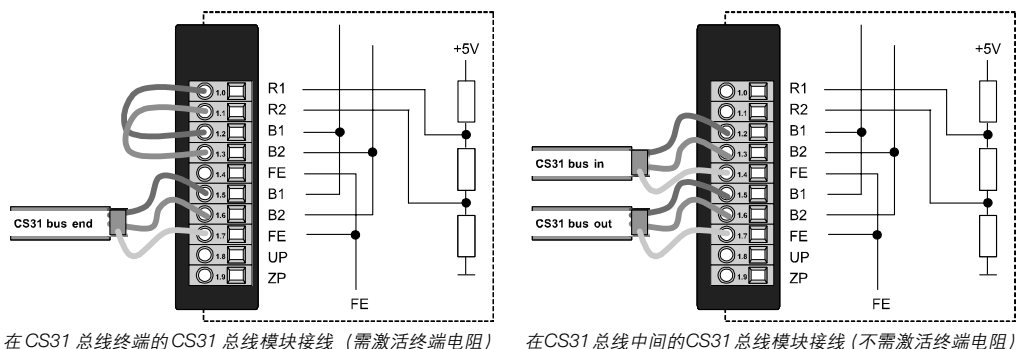 +5V
1.0 R1
1.1 R2
1.2 B1
1.3 B2
1.4 FE
1.5 B1
1.6 B2
1.7 FE
1.8 UP
1.9 ZP
CS31 bus end
FE
在CS31 总线终端的CS31 总线模块接线（需激活终端电阻）
+5V
1.0 R1
1.1 R2
1.2 B1
1.3 B2
1.4 FE
1.5 B1
1.6 B2
1.7 FE
1.8 UP
1.9 ZP
CS31 bus in
CS31 bus out
FE
在CS31总线中间的CS31总线模块接线(不需激活终端电阻)